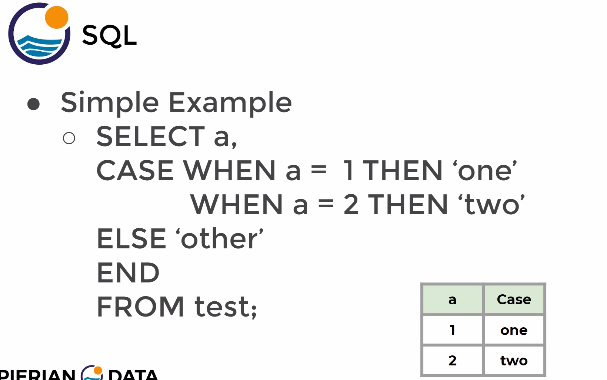 SQL
● Simple Example
○ SELECT a,
CASE WHEN a = 1 THEN ‘one’
WHEN a = 2 THEN ‘two’
ELSE ‘other’
END
FROM test;
a Case
1 one
2 two
PIERIAN DATA